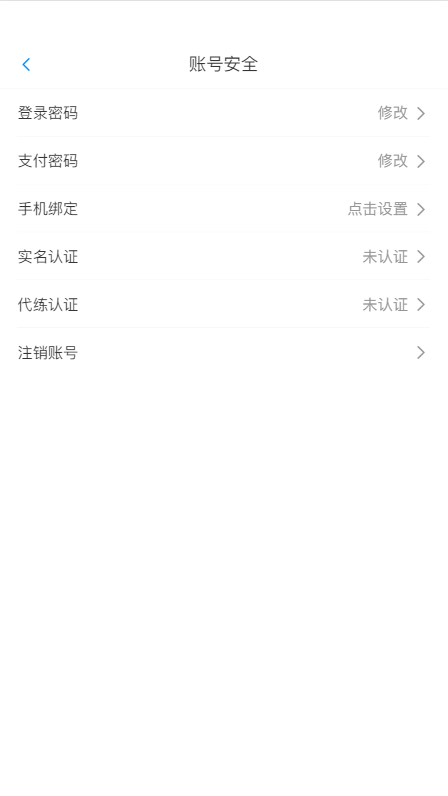 账号安全
登录密码 修改
支付密码 修改
手机绑定 点击设置
实名认证 未认证
代练认证 未认证
注销账号